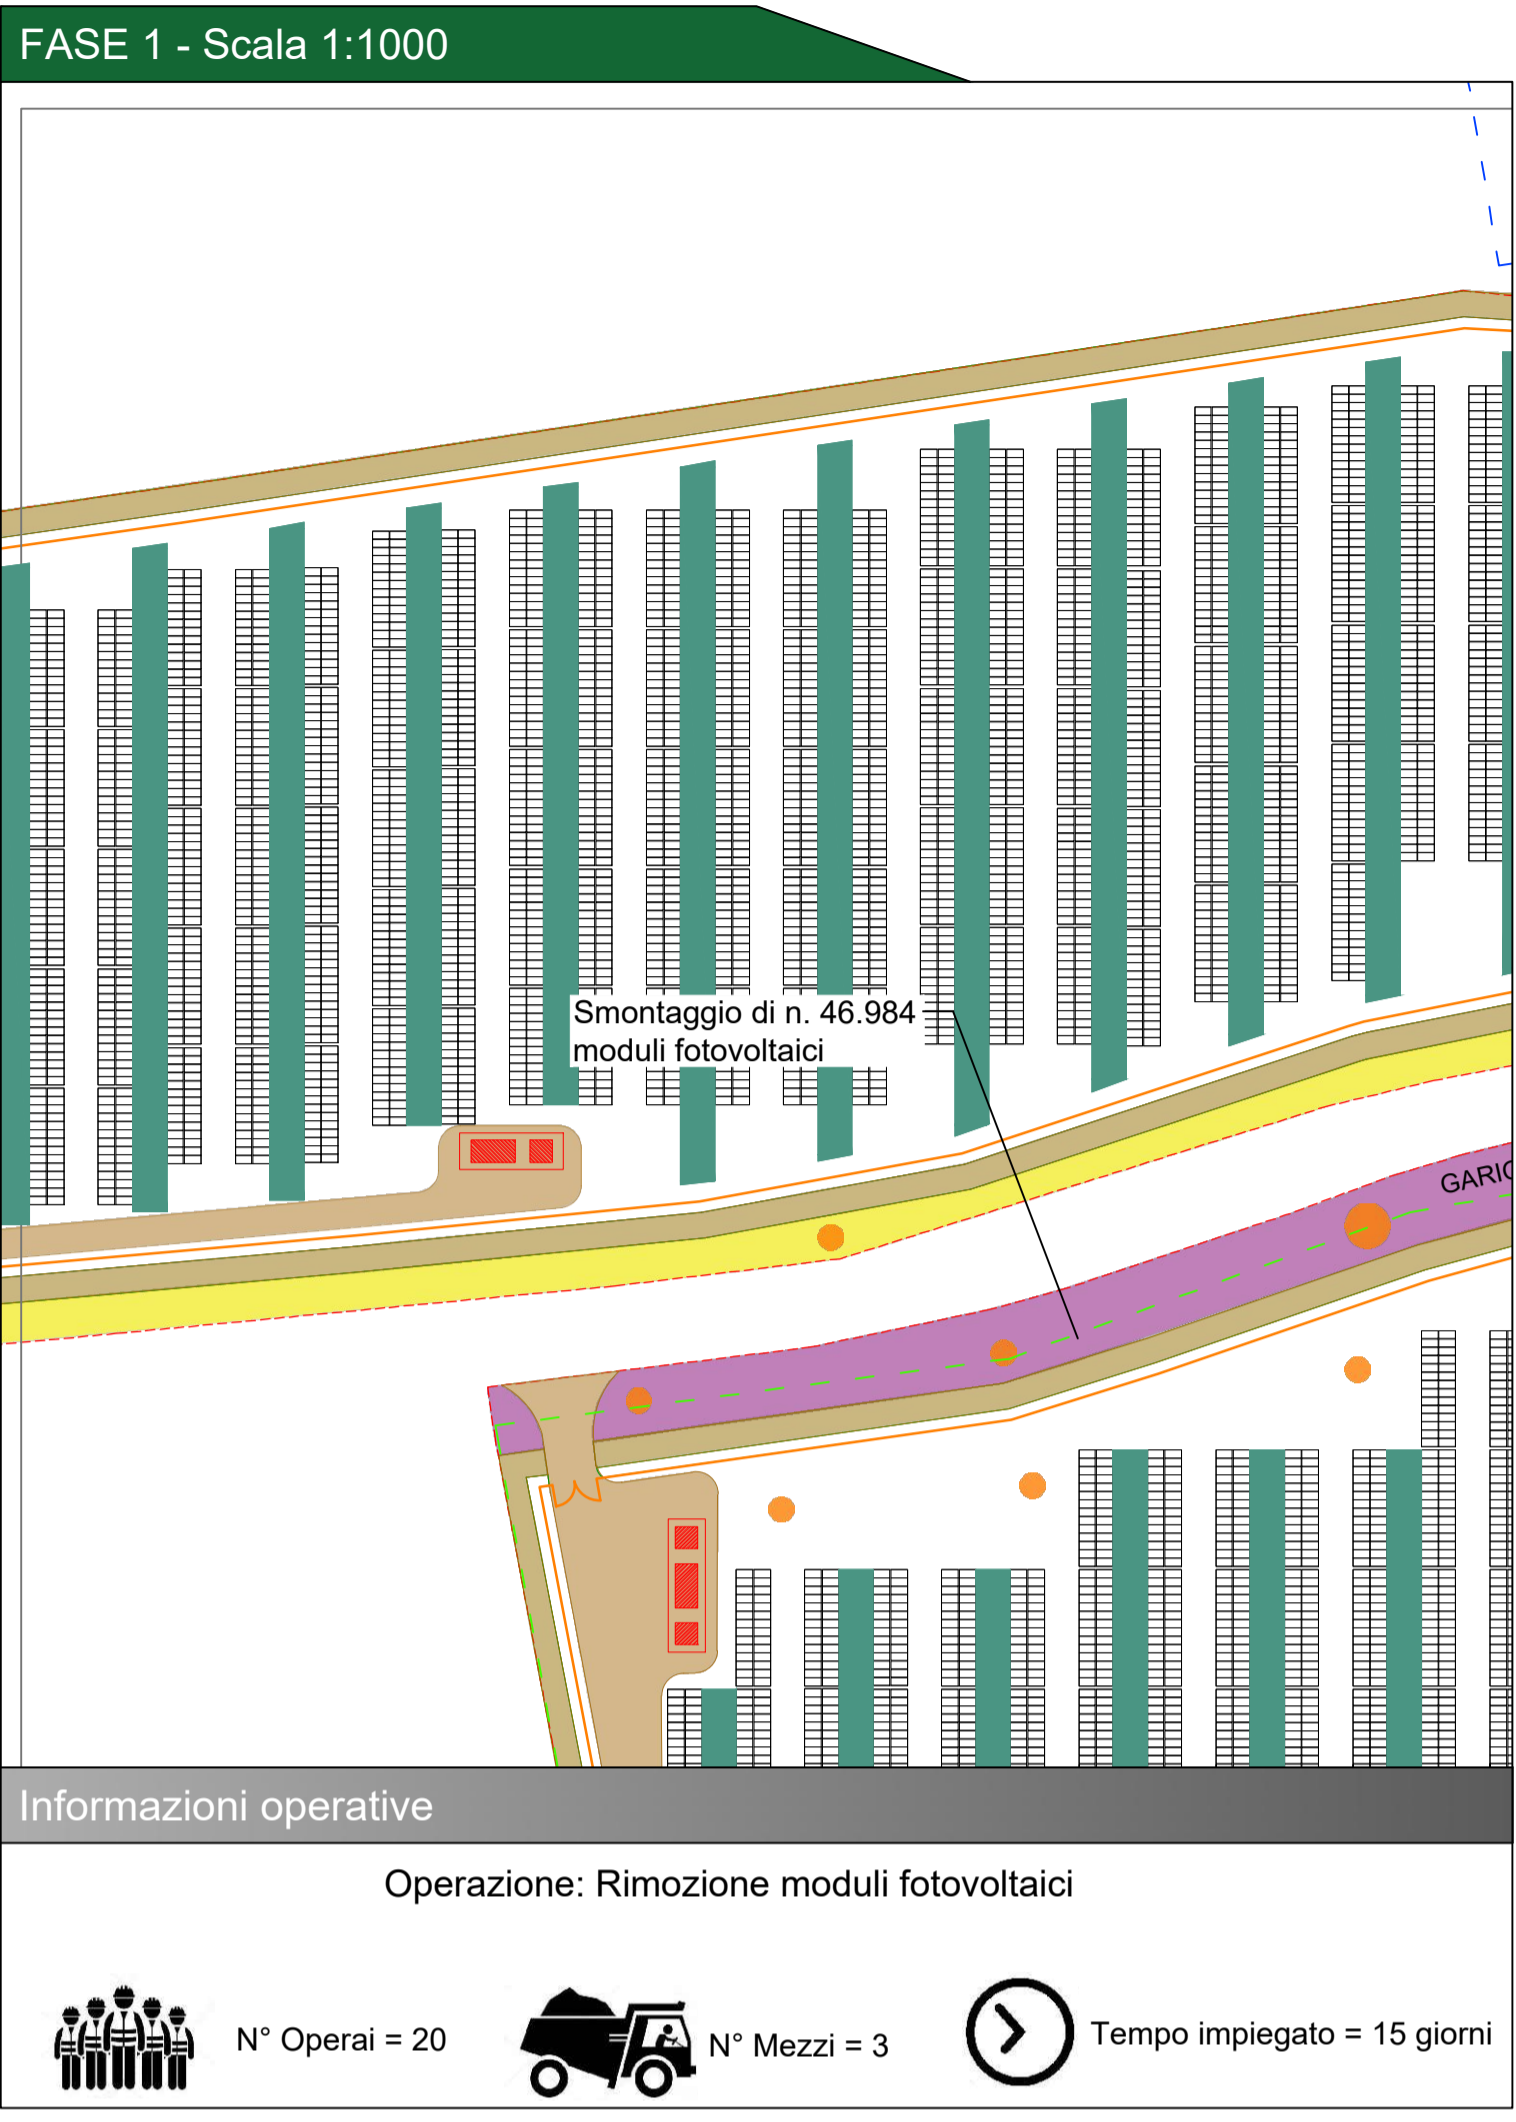 FASE 1 - Scala 1:1000
Smontaggio di n. 46.984
moduli fotovoltaici
Informazioni operative
Operazione: Rimozione moduli fotovoltaici
N° Operai = 20
N° Mezzi = 3
Tempo impiegato = 15 giorni